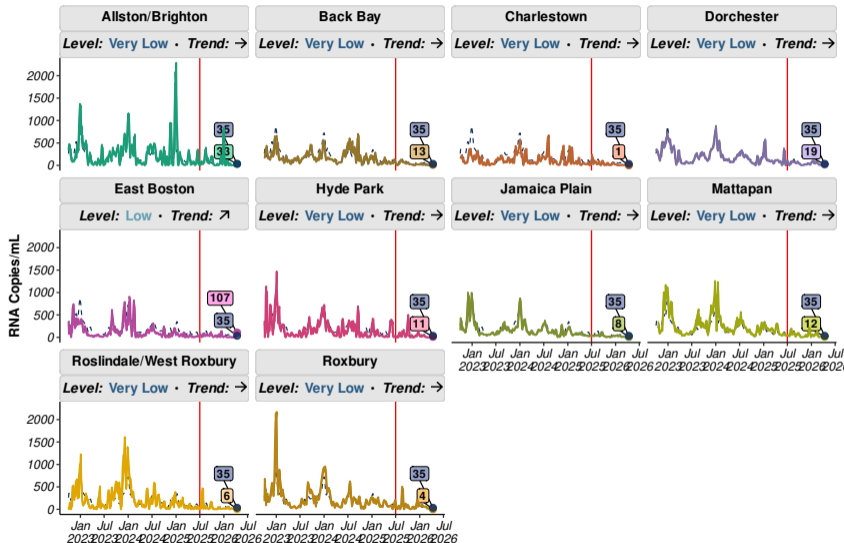 Allston/Brighton Back Bay Charlestown Dorchester
Level: Very Low · Trend: → Level: Very Low · Trend: → Level: Very Low · Trend: → Level: Very Low · Trend: →
2000
1500
1000
500
0
35 33 35 13 35 1 35 19
East Boston Hyde Park Jamaica Plain Mattapan
Level: Low · Trend: ↗ Level: Very Low · Trend: → Level: Very Low · Trend: → Level: Very Low · Trend: →
RNA Copies/mL
2000
1500
1000
500
0
107 35 35 11 35 8 35 12
Jan 2023 Jul 2023 Jan 2024 Jul 2024 Jan 2025 Jul 2025 Jan 2026 Jul 2026 Jan 2023 Jul 2023 Jan 2024 Jul 2024 Jan 2025 Jul 2025 Jan 2026 Jul 2026
Roslindale/West Roxbury Roxbury
Level: Very Low · Trend: → Level: Very Low · Trend: →
2000
1500
1000
500
0
35 6 35 4
Jan 2023 Jul 2023 Jan 2024 Jul 2024 Jan 2025 Jul 2025 Jan 2026 Jul 2026 Jan 2023 Jul 2023 Jan 2024 Jul 2024 Jan 2025 Jul 2025 Jan 2026 Jul 2026